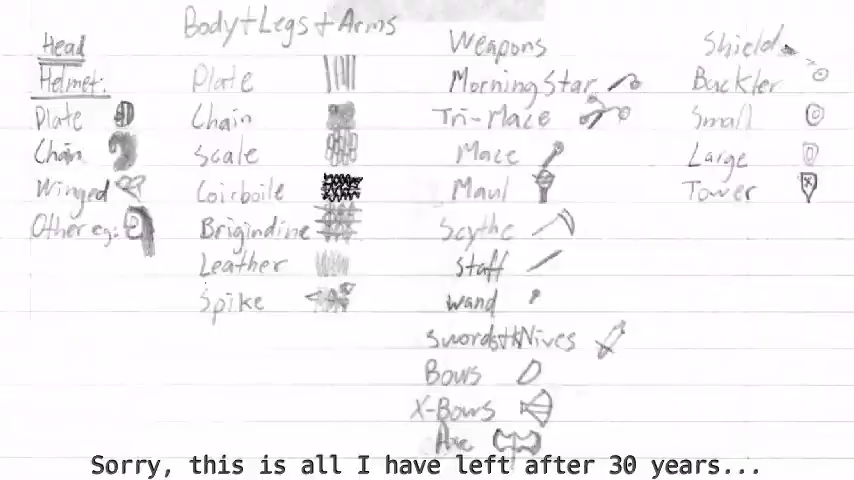 Head
Helmet:
Plate
Chain
Winged
Other eg:
Body+Legs+Arms
Plate
Chain
Scale
Coirboile
Brigindine
Leather
Spike
Weapons
Morning Star
Tri-Mace
Mace
Maul
Scythe
Staff
wand
Swords+kNives
Bows
X-Bows
Axe
Shields
Buckler
Small
Large
Tower
Sorry, this is all I have left after 30 years...